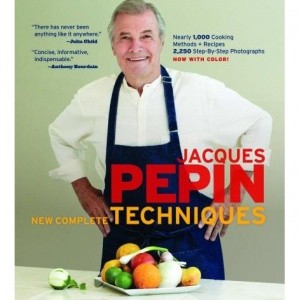 "There has never been
anything like it anywhere."
—Julia Child
"Concise, informative,
indispensable."
—Anthony Bourdain
Nearly 1,000 Cooking
Methods + Recipes
2,250 Step-By-Step Photographs
NOW WITH COLOR!
JACQUES
PEPIN
NEW COMPLETE
TECHNIQUES